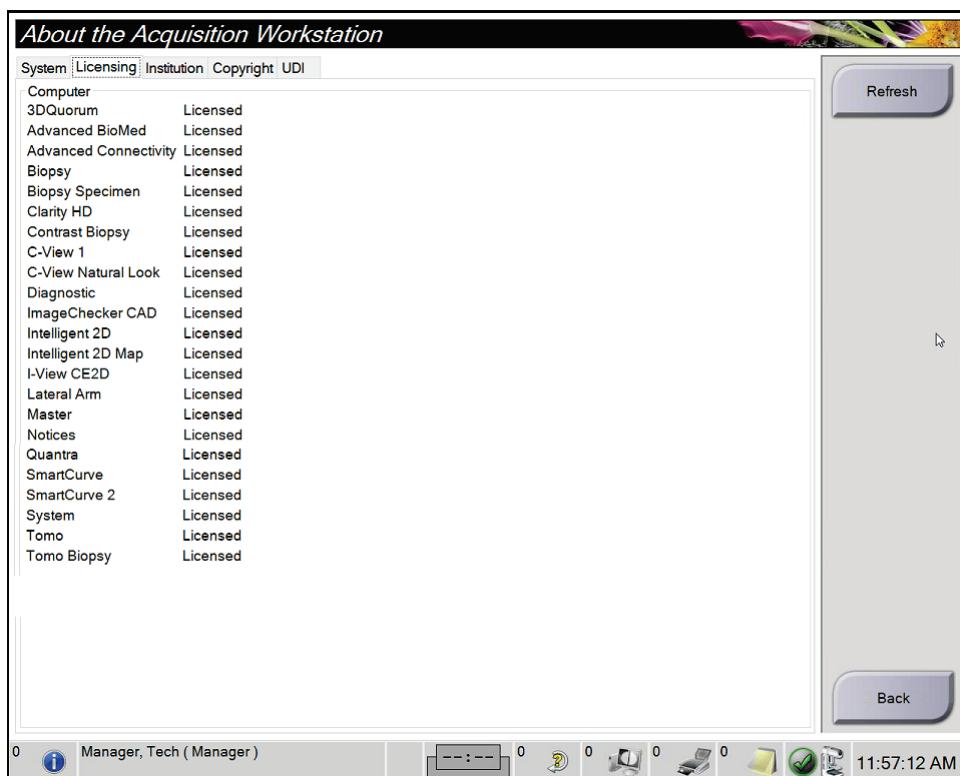 About the Acquisition Workstation
System Licensing Institution Copyright UDI
Refresh
Computer
3DQuorum Licensed
Advanced BioMed Licensed
Advanced Connectivity Licensed
Biopsy Licensed
Biopsy Specimen Licensed
Clarity HD Licensed
Contrast Biopsy Licensed
C-View 1 Licensed
C-View Natural Look Licensed
Diagnostic Licensed
ImageChecker CAD Licensed
Intelligent 2D Licensed
Intelligent 2D Map Licensed
I-View CE2D Licensed
Lateral Arm Licensed
Master Licensed
Notices Licensed
Quantra Licensed
SmartCurve Licensed
SmartCurve 2 Licensed
System Licensed
Tomo Licensed
Tomo Biopsy Licensed
Back
0 Manager, Tech ( Manager ) --:-- 0 0 0 0 11:57:12 AM